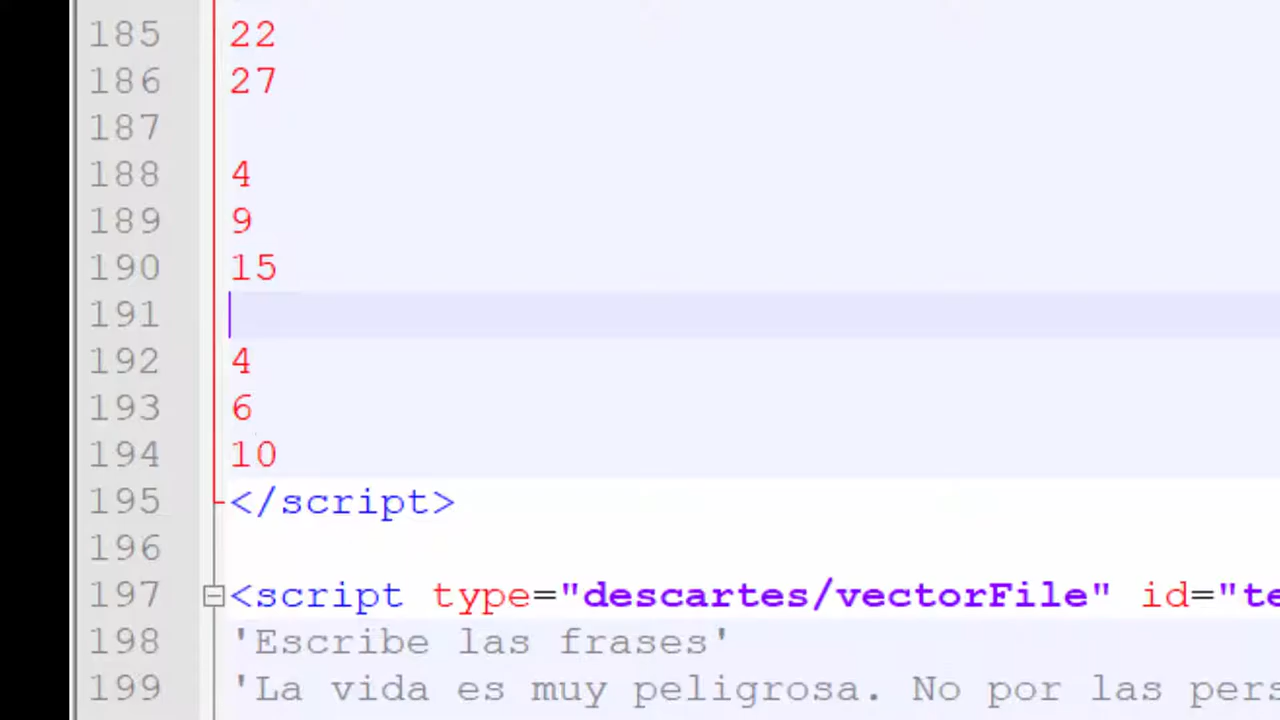 185 22
186 27
187
188 4
189 9
190 15
191
192 4
193 6
194 10
195 </script>
196
197 <script type="descartes/vectorFile" id="te
198 'Escribe las frases'
199 'La vida es muy peligrosa. No por las pers